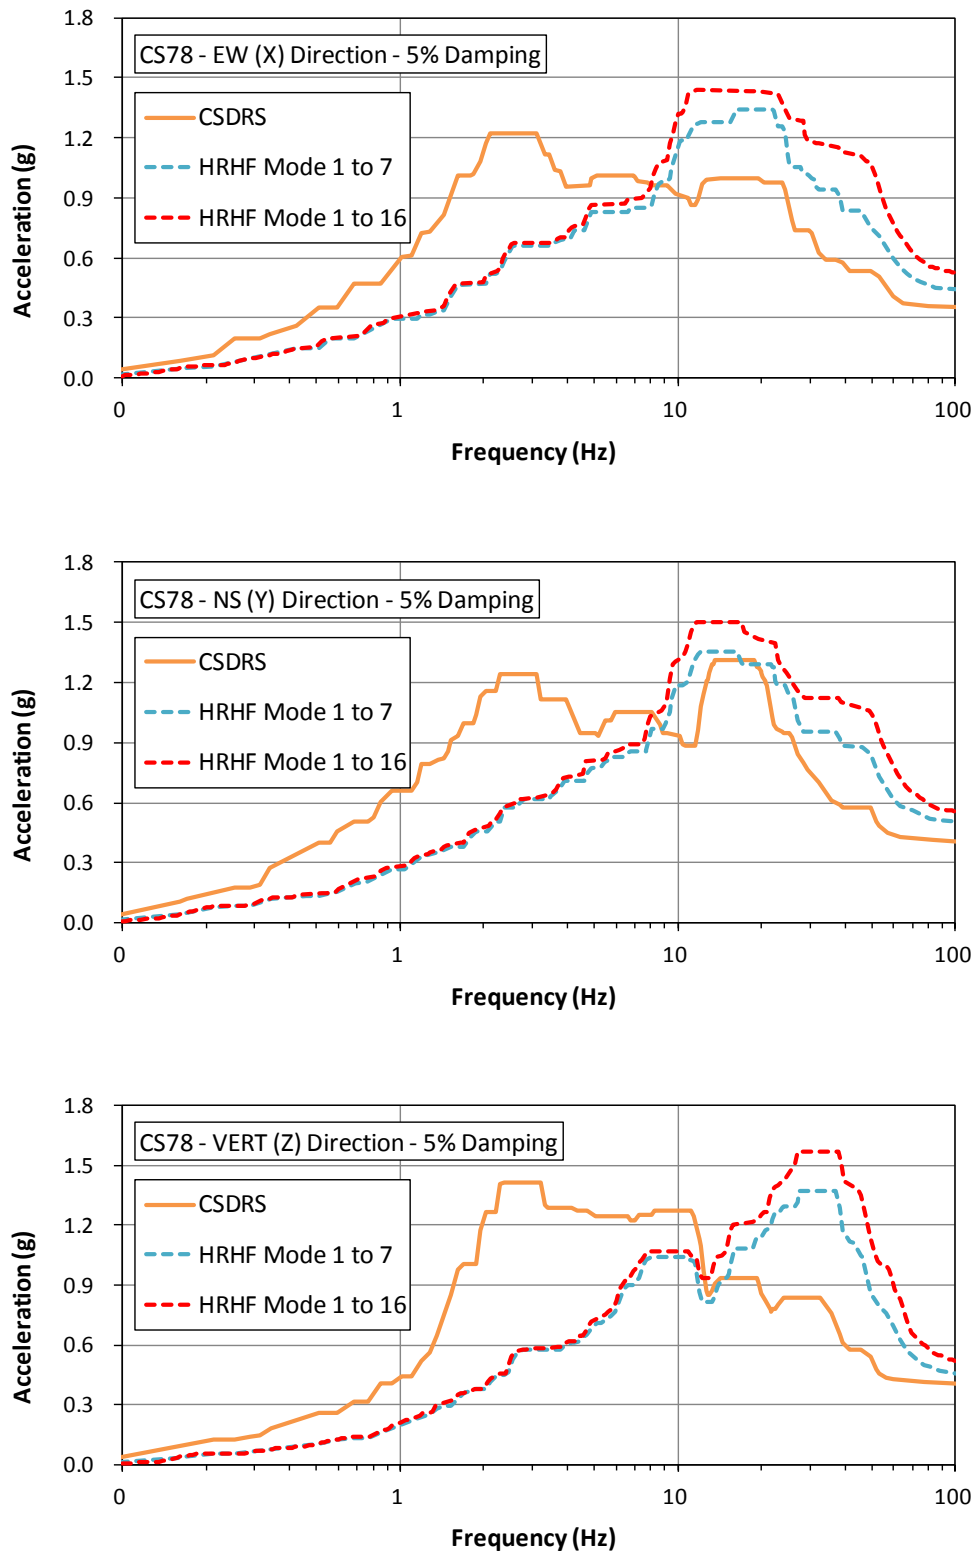 1.8
1.5
1.2
0.9
0.6
0.3
0.0
Acceleration (g)
CS78 - EW (X) Direction - 5% Damping
CSDRS
HRHF Mode 1 to 7
HRHF Mode 1 to 16
0 1 10 100
Frequency (Hz)
1.8
1.5
1.2
0.9
0.6
0.3
0.0
Acceleration (g)
CS78 - NS (Y) Direction - 5% Damping
CSDRS
HRHF Mode 1 to 7
HRHF Mode 1 to 16
0 1 10 100
Frequency (Hz)
1.8
1.5
1.2
0.9
0.6
0.3
0.0
Acceleration (g)
CS78 - VERT (Z) Direction - 5% Damping
CSDRS
HRHF Mode 1 to 7
HRHF Mode 1 to 16
0 1 10 100
Frequency (Hz)